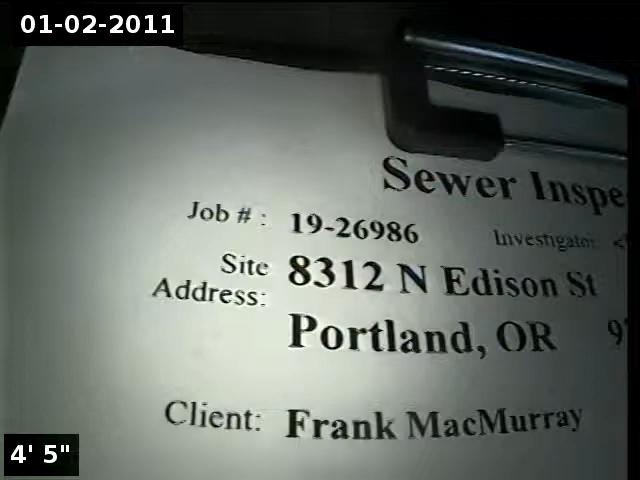 01-02-2011
Sewer Inspe
Job # : 19-26986 Investigator:
Site Address: 8312 N Edison St
Portland, OR 9
Client: Frank MacMurray
4' 5"